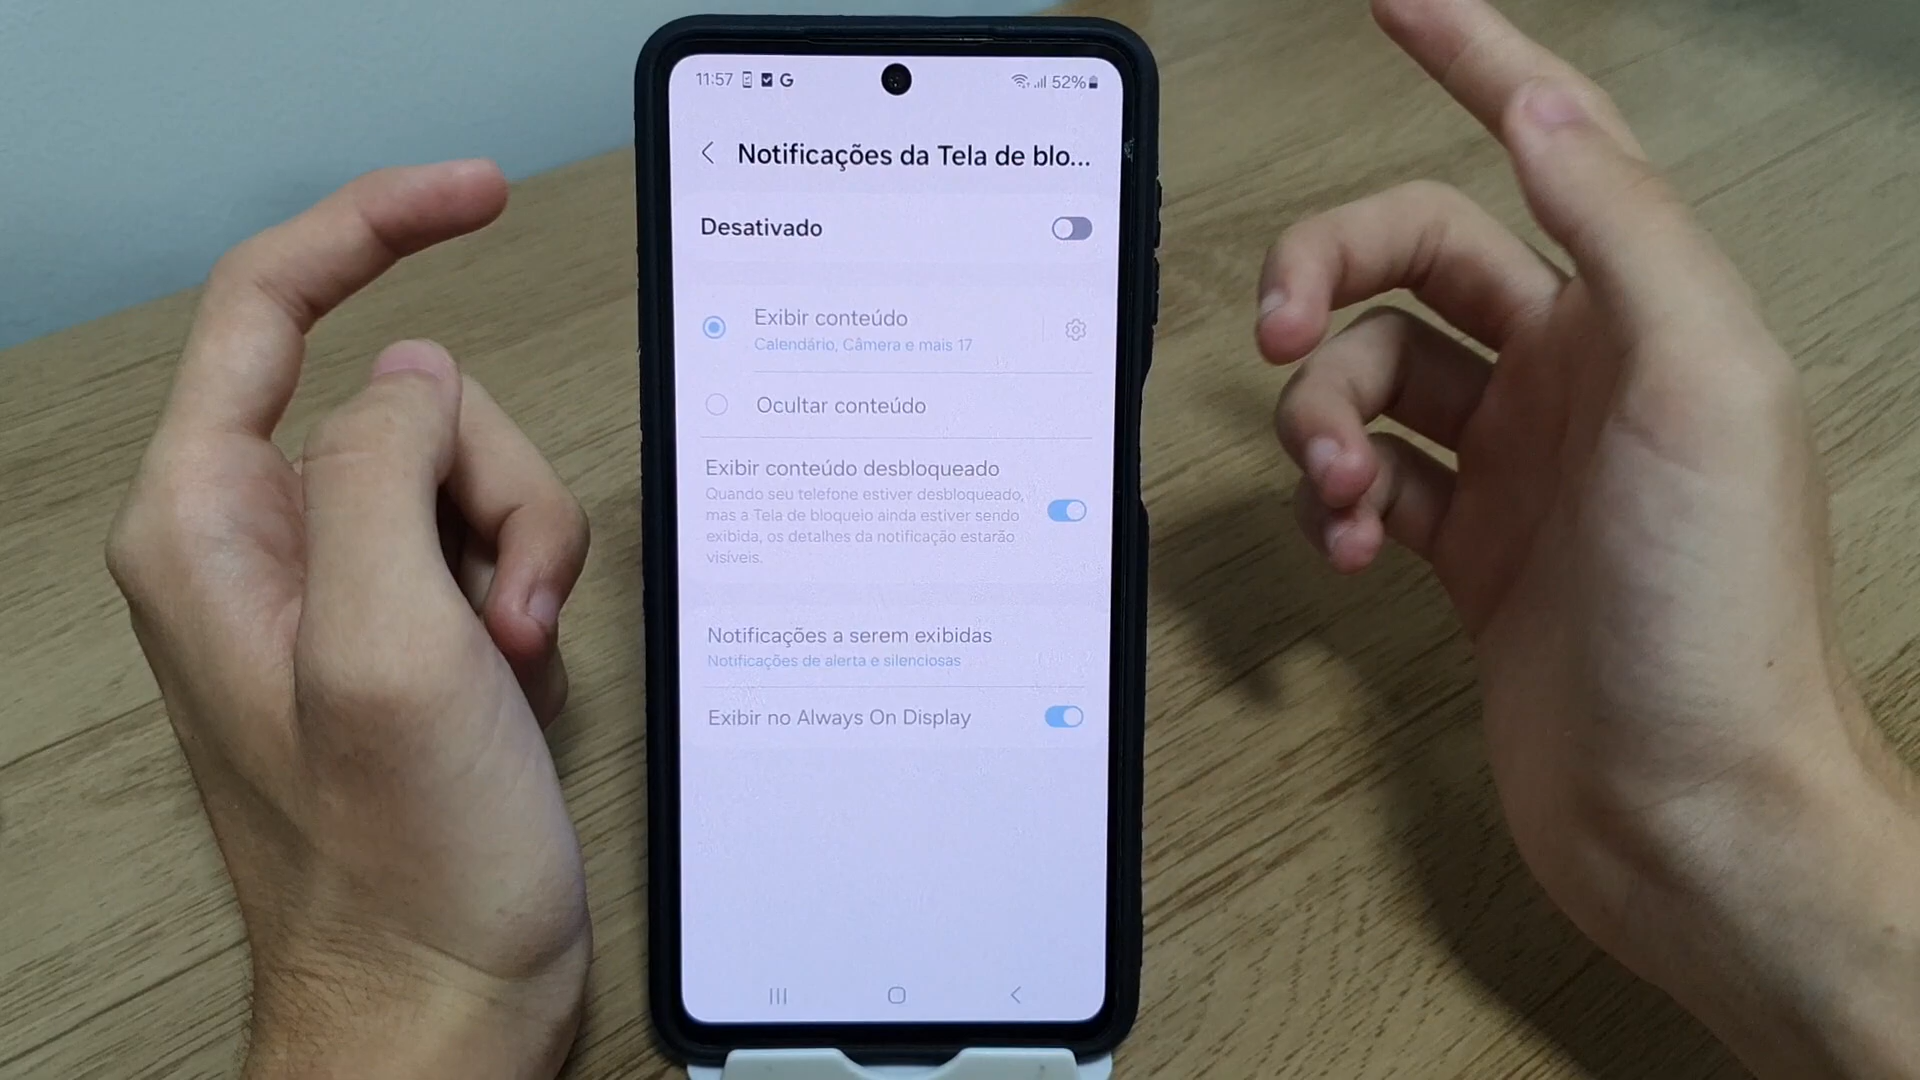 11:57 G 52%
Notificações da Tela de blo...
Desativado
Exibir conteúdo
Calendário, Câmera e mais 17
Ocultar conteúdo
Exibir conteúdo desbloqueado
Quando seu telefone estiver desbloqueado,
mas a Tela de bloqueio ainda estiver sendo
exibida, os detalhes da notificação estarão
visíveis.
Notificações a serem exibidas
Notificações de alerta e silenciosas
Exibir no Always On Display